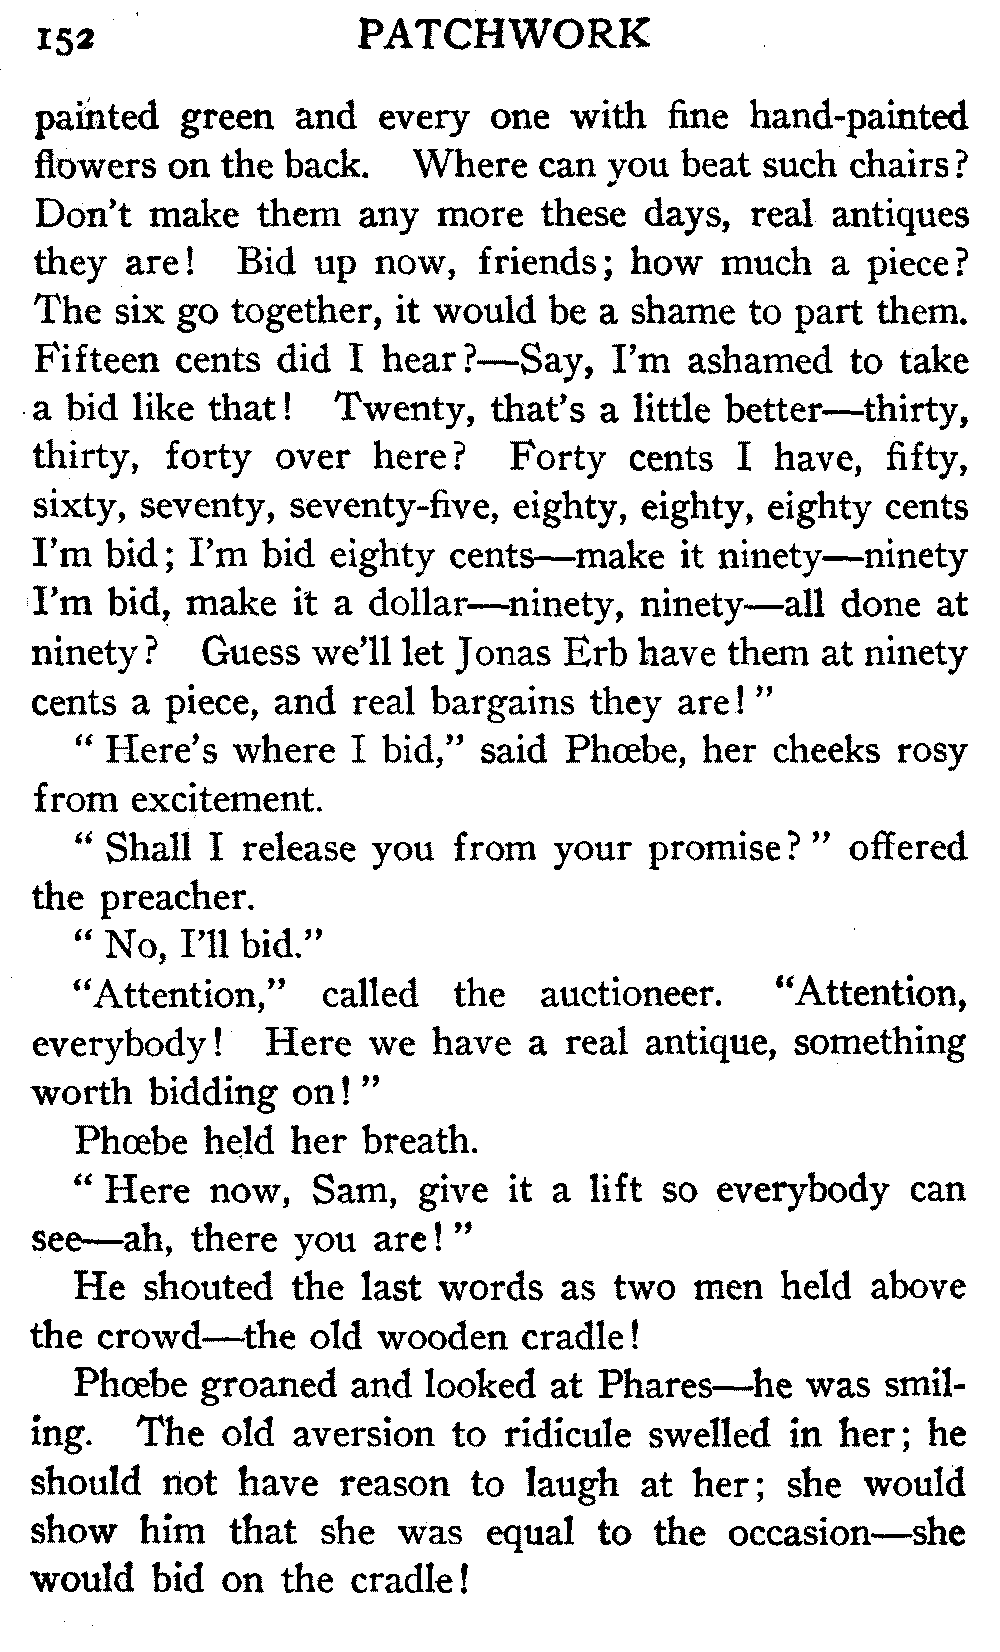 152 PATCHWORK
painted green and every one with fine hand-painted
flowers on the back. Where can you beat such chairs?
Don't make them any more these days, real antiques
they are! Bid up now, friends; how much a piece?
The six go together, it would be a shame to part them.
Fifteen cents did I hear?—Say, I'm ashamed to take
a bid like that! Twenty, that's a little better—thirty,
thirty, forty over here? Forty cents I have, fifty,
sixty, seventy, seventy-five, eighty, eighty, eighty cents
I'm bid; I'm bid eighty cents—make it ninety—ninety
I'm bid, make it a dollar—ninety, ninety—all done at
ninety? Guess we'll let Jonas Erb have them at ninety
cents a piece, and real bargains they are!"
"Here's where I bid," said Phœbe, her cheeks rosy
from excitement.
"Shall I release you from your promise?" offered
the preacher.
"No, I'll bid."
"Attention," called the auctioneer. "Attention,
everybody! Here we have a real antique, something
worth bidding on!"
Phœbe held her breath.
"Here now, Sam, give it a lift so everybody can
see—ah, there you are!"
He shouted the last words as two men held above
the crowd—the old wooden cradle!
Phœbe groaned and looked at Phares—he was smil-
ing. The old aversion to ridicule swelled in her; he
should not have reason to laugh at her; she would
show him that she was equal to the occasion—she
would bid on the cradle!